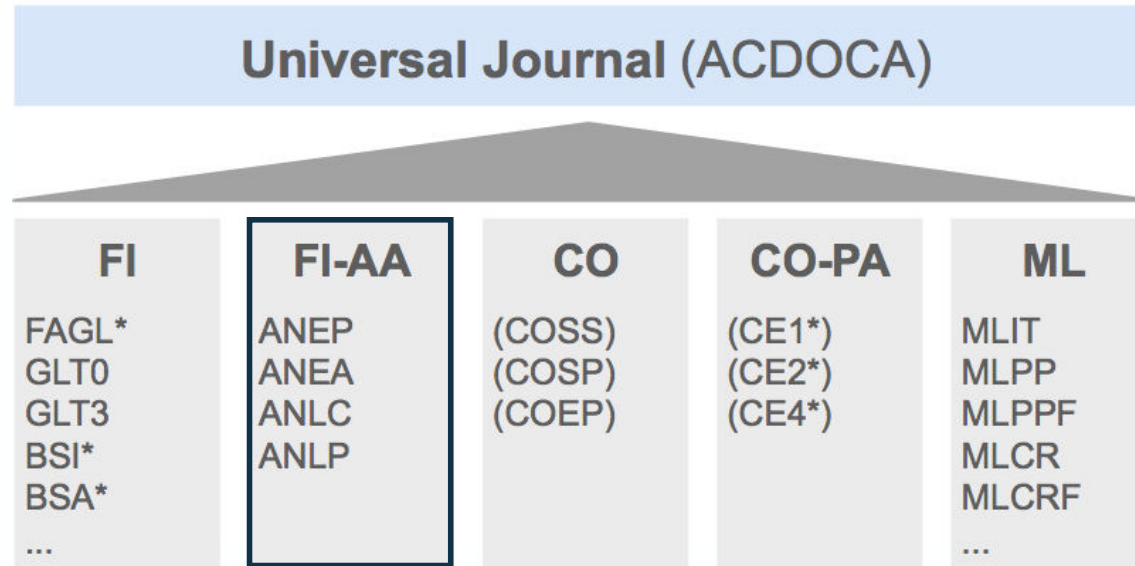 Universal Journal (ACDOCA)
FI
FAGL*
GLT0
GLT3
BSI*
BSA*
...
FI-AA
ANEP
ANEA
ANLC
ANLP
CO
(COSS)
(COSP)
(COEP)
CO-PA
(CE1*)
(CE2*)
(CE4*)
ML
MLIT
MLPP
MLPPF
MLCR
MLCRF
...